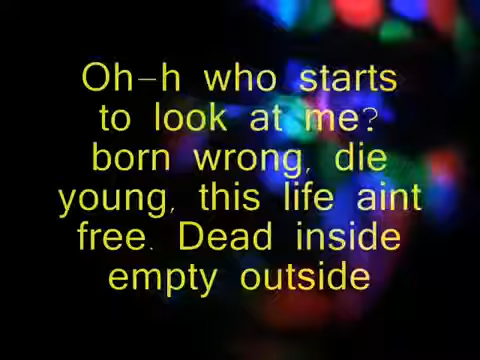 Oh-h who starts
to look at me?
born wrong, die
young, this life aint
free. Dead inside
empty outside